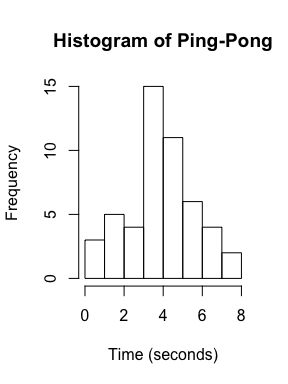 Histogram of Ping-Pong
Frequency
15
10
5
0
0 2 4 6 8
Time (seconds)